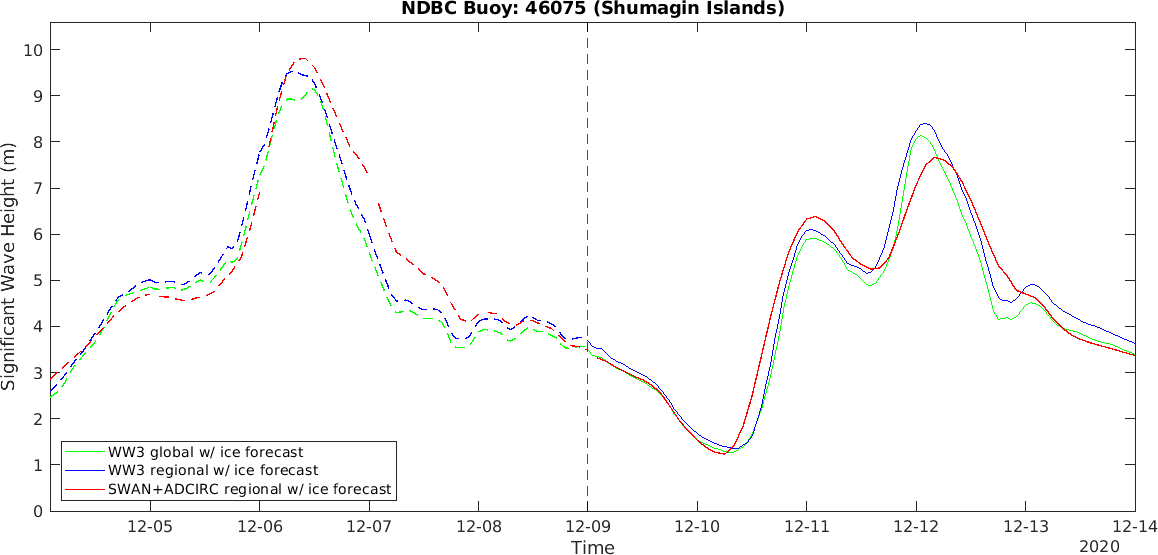 NDBC Buoy: 46075 (Shumagin Islands)
10
9
8
7
6
5
4
3
2
1
0
Significant Wave Height (m)
WW3 global w/ ice forecast
WW3 regional w/ ice forecast
SWAN+ADCIRC regional w/ ice forecast
12-05 12-06 12-07 12-08 12-09 12-10 12-11 12-12 12-13 12-14
Time
2020